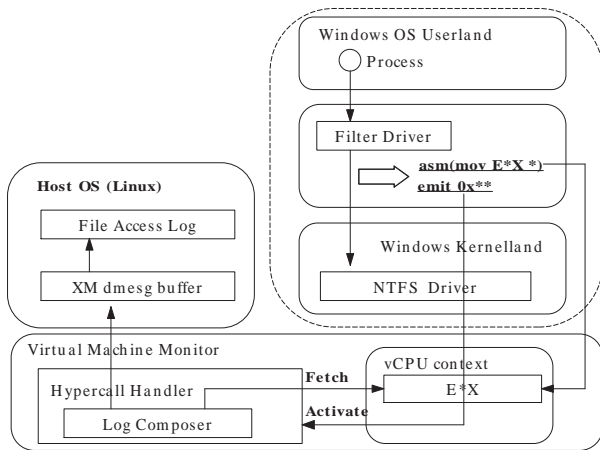 Windows OS Userland
Process
Filter Driver
asm(mov E*X *)
emit 0x**
Host OS (Linux)
File Access Log
XM dmesg buffer
Windows Kernelland
NTFS Driver
Virtual Machine Monitor
Hypercall Handler
Log Composer
Fetch
Activate
vCPU context
E*X